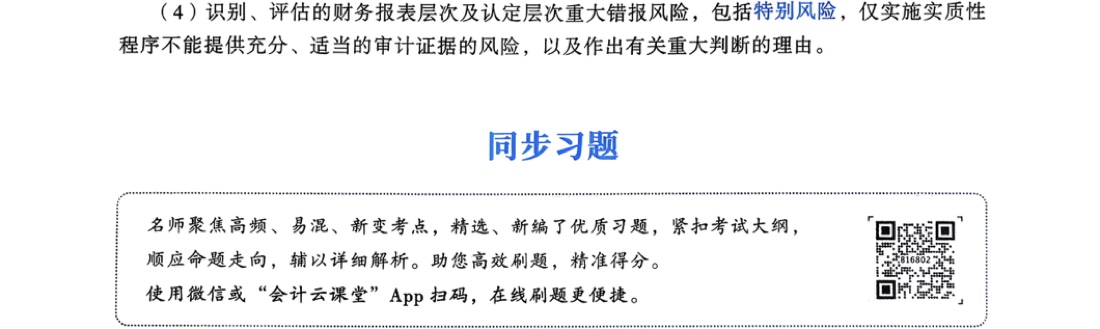 （4）识别、评估的财务报表层次及认定层次重大错报风险，包括特别风险，仅实施实质性
程序不能提供充分、适当的审计证据的风险，以及作出有关重大判断的理由。
同步习题
名师聚焦高频、易混、新变考点，精选、新编了优质习题，紧扣考试大纲，
顺应命题走向，辅以详细解析。助您高效刷题，精准得分。
使用微信或“会计云课堂”App 扫码，在线刷题更便捷。
816802